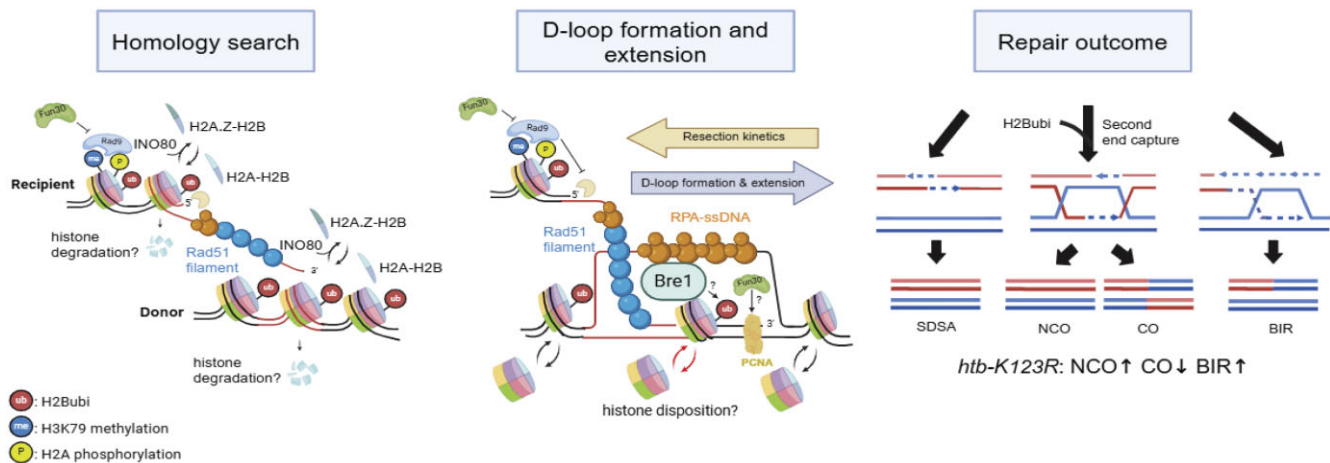 Homology search
Fun30
Rad9
me
P
INO80
H2A.Z-H2B
ub
ub
H2A-H2B
Recipient
5'
histone
degradation?
Rad51
filament
INO80
H2A.Z-H2B
3'
H2A-H2B
ub
ub
ub
Donor
histone
degradation?
ub : H2Bubi
me : H3K79 methylation
P : H2A phosphorylation
D-loop formation and
extension
Fun30
Rad9
me
P
ub
5'
Resection kinetics
D-loop formation & extension
RPA-ssDNA
Rad51
filament
Bre1
?
Fun30
?
ub
ub
3'
PCNA
histone disposition?
Repair outcome
H2Bubi
Second
end capture
SDSA
NCO
CO
BIR
htb-K123R: NCO↑ CO↓ BIR↑